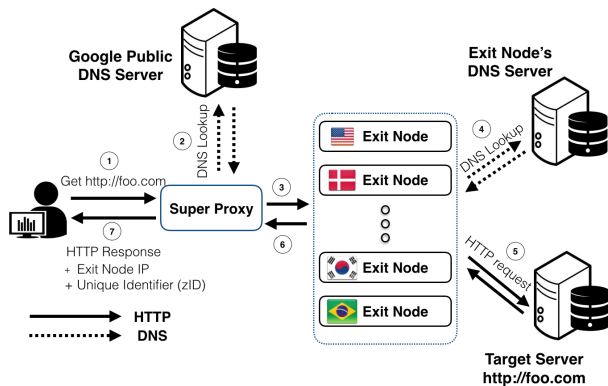 Google Public
DNS Server
Exit Node's
DNS Server
2
DNS Lookup
Exit Node
4
DNS Lookup
1
Get http://foo.com
Super Proxy
3
Exit Node
7
6
HTTP Response
+ Exit Node IP
+ Unique Identifier (zID)
Exit Node
HTTP request
5
Exit Node
HTTP
DNS
Target Server
http://foo.com